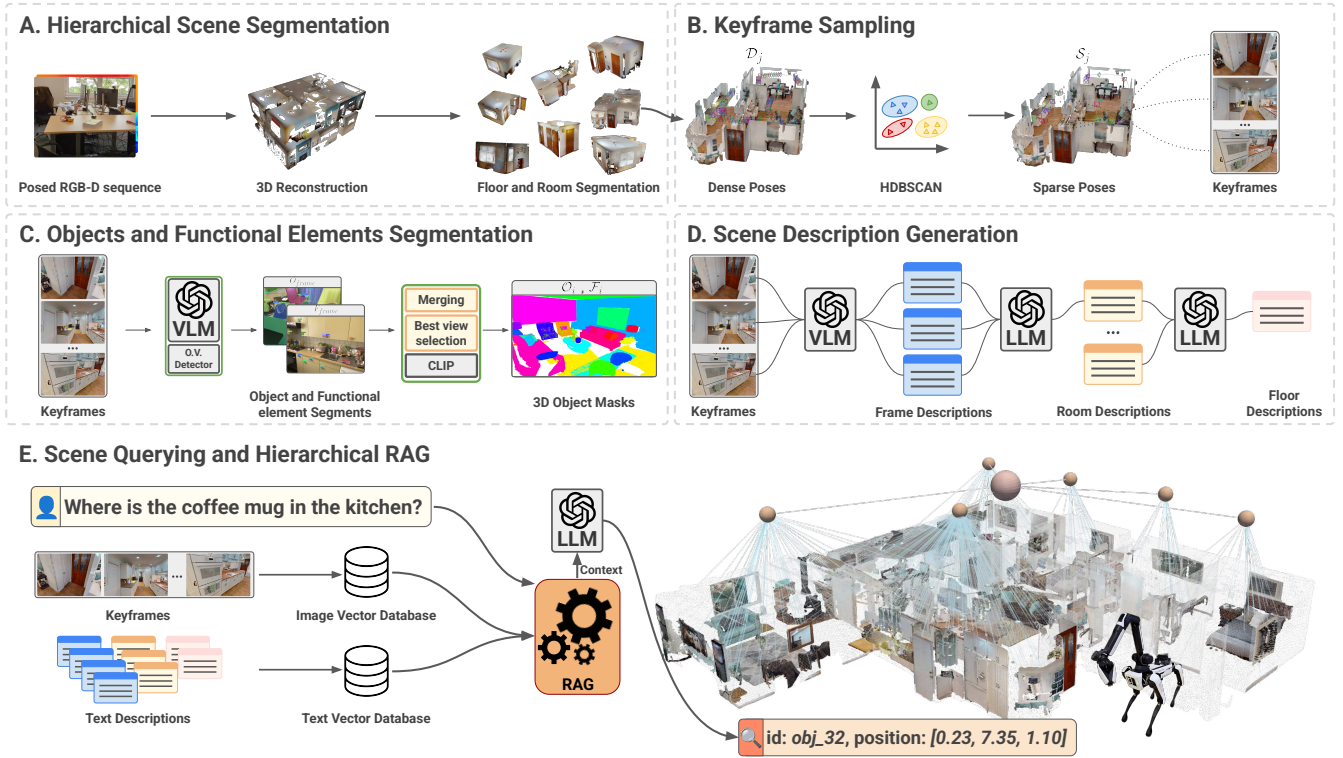 A. Hierarchical Scene Segmentation
Posed RGB-D sequence
3D Reconstruction
Floor and Room Segmentation
B. Keyframe Sampling
𝒟ⱼ
𝒮ⱼ
...
Dense Poses
HDBSCAN
Sparse Poses
Keyframes
C. Objects and Functional Elements Segmentation
...
Keyframes
VLM
O.V.
Detector
Object and Functional
element Segments
Merging
Best view
selection
CLIP
3D Object Masks
D. Scene Description Generation
...
Keyframes
VLM
Frame Descriptions
LLM
...
Room Descriptions
LLM
Floor
Descriptions
E. Scene Querying and Hierarchical RAG
Where is the coffee mug in the kitchen?
...
Keyframes
Image Vector Database
Text Descriptions
Text Vector Database
LLM
Context
RAG
id: obj_32, position: [0.23, 7.35, 1.10]